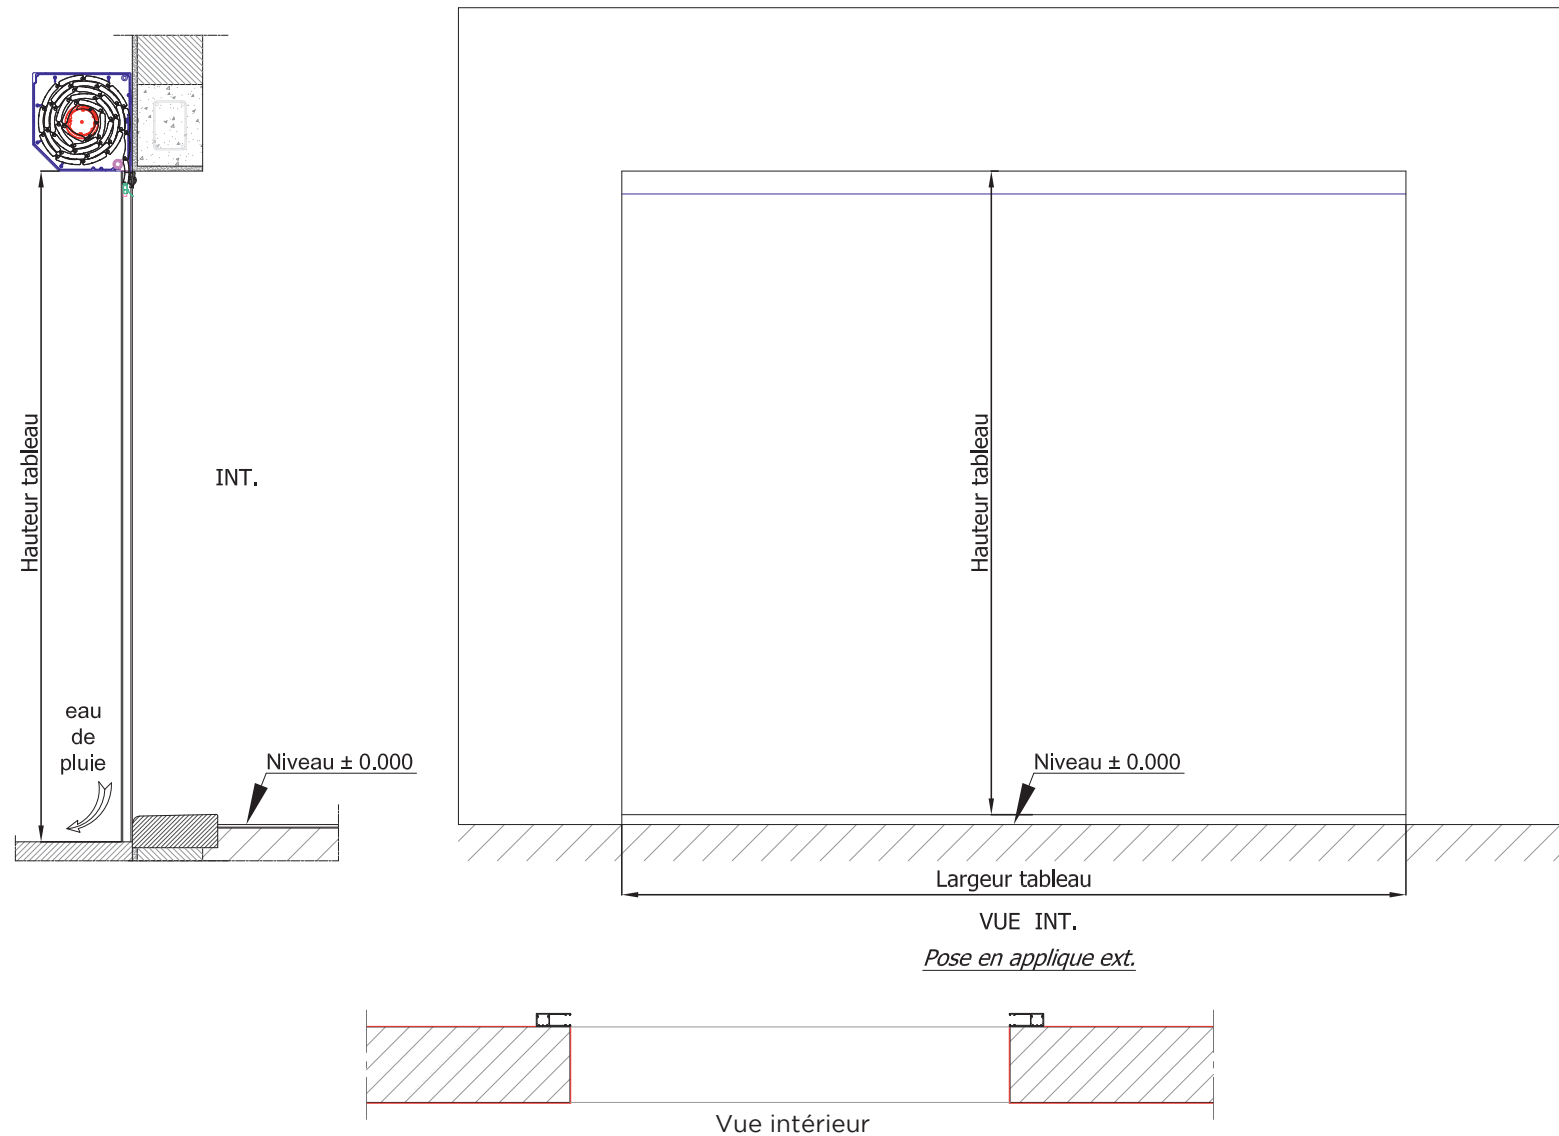 Hauteur tableau
INT.
eau
de
pluie
Niveau ± 0.000
Hauteur tableau
Niveau ± 0.000
Largeur tableau
VUE INT.
Pose en applique ext.
Vue intérieur